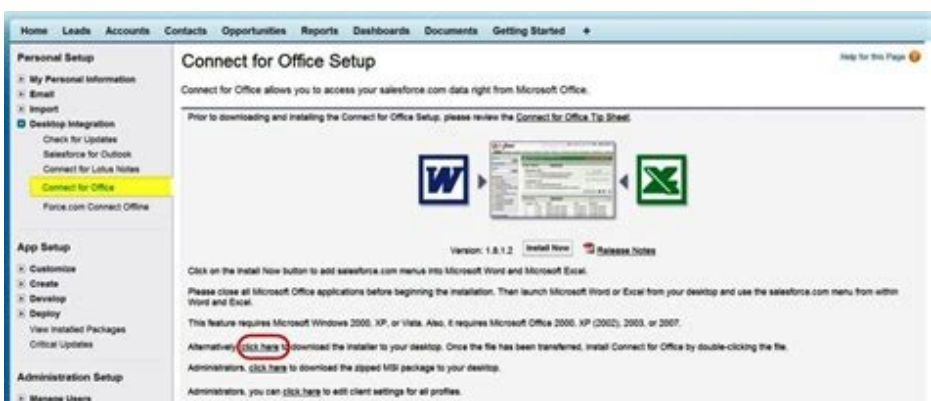 Home Leads Accounts Contacts Opportunities Reports Dashboards Documents Getting Started +
Personal Setup
My Personal Information
Email
Import
Desktop Integration
Check for Updates
Salesforce for Outlook
Connect for Lotus Notes
Connect for Office
Force.com Connect Offline
App Setup
Customize
Create
Develop
Deploy
View Installed Packages
Critical Updates
Administration Setup
Manage Users
Connect for Office Setup
Help for this Page
Connect for Office allows you to access your salesforce.com data right from Microsoft Office.
Prior to downloading and installing the Connect for Office Setup, please review the Connect for Office Tip Sheet.
W
X
Version: 1.8.1.2 Install Now Release Notes
Click on the Install Now button to add salesforce.com menus into Microsoft Word and Microsoft Excel.
Please close all Microsoft Office applications before beginning the installation. Then launch Microsoft Word or Excel from your desktop and use the salesforce.com menu from within
Word and Excel.
This feature requires Microsoft Windows 2000, XP, or Vista. Also, it requires Microsoft Office 2000, XP (2002), 2003, or 2007.
Alternatively, click here to download the installer to your desktop. Once the file has been transferred, install Connect for Office by double-clicking the file.
Administrators, click here to download the zipped MSI package to your desktop.
Administrators, you can click here to edit client settings for all profiles.